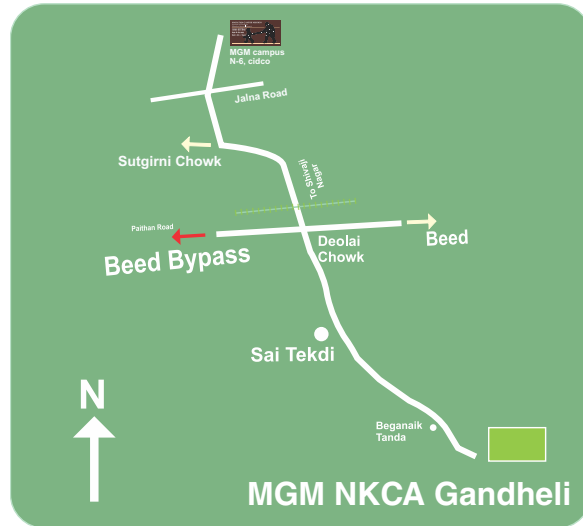 MGM campus
N-6, cidco
Jalna Road
Sutgirni Chowk
To Shivaji
Nagar
Paithan Road
Beed Bypass
Deolai
Chowk
Beed
Sai Tekdi
N
Beganaik
Tanda
MGM NKCA Gandheli